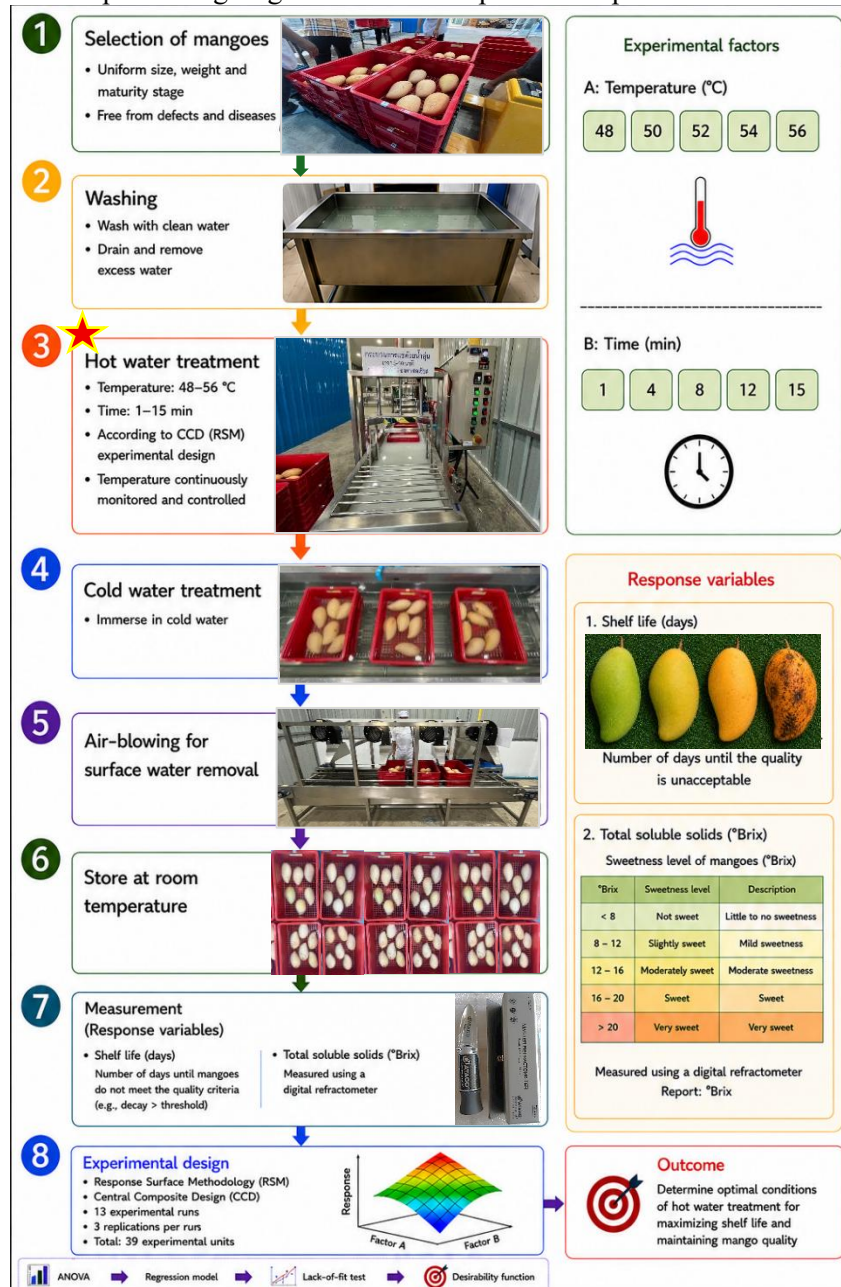 1
Selection of mangoes
• Uniform size, weight and
maturity stage
• Free from defects and diseases
2
Washing
• Wash with clean water
• Drain and remove
excess water
3
Hot water treatment
• Temperature: 48–56 °C
• Time: 1–15 min
• According to CCD (RSM)
experimental design
• Temperature continuously
monitored and controlled
4
Cold water treatment
• Immerse in cold water
5
Air-blowing for
surface water removal
6
Store at room
temperature
7
Measurement
(Response variables)
• Shelf life (days)
Number of days until mangoes
do not meet the quality criteria
(e.g., decay > threshold)
• Total soluble solids (°Brix)
Measured using a
digital refractometer
8
Experimental design
• Response Surface Methodology (RSM)
• Central Composite Design (CCD)
• 13 experimental runs
• 3 replications per runs
• Total: 39 experimental units
Response
Factor A
Factor B
ANOVA
Regression model
Lack-of-fit test
Desirability function
Experimental factors
A: Temperature (°C)
48 50 52 54 56
B: Time (min)
1 4 8 12 15
Response variables
1. Shelf life (days)
Number of days until the quality
is unacceptable
2. Total soluble solids (°Brix)
Sweetness level of mangoes (°Brix)
°Brix Sweetness level Description
< 8 Not sweet Little to no sweetness
8 – 12 Slightly sweet Mild sweetness
12 – 16 Moderately sweet Moderate sweetness
16 – 20 Sweet Sweet
> 20 Very sweet Very sweet
Measured using a digital refractometer
Report: °Brix
Outcome
Determine optimal conditions
of hot water treatment for
maximizing shelf life and
maintaining mango quality